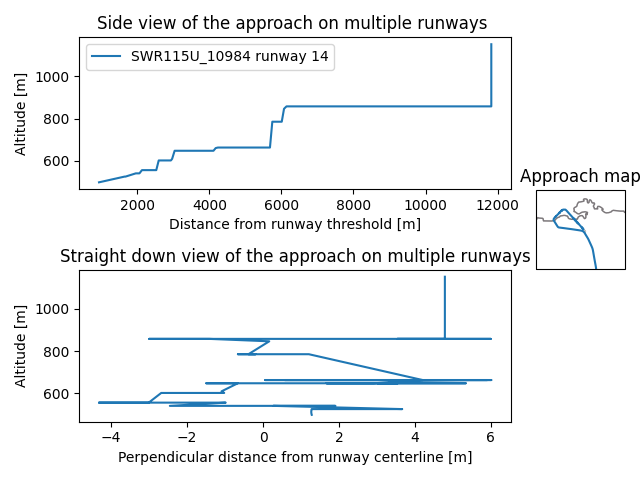 Side view of the approach on multiple runways
SWR115U_10984 runway 14
Altitude [m]
1000
800
600
2000 4000 6000 8000 10000 12000
Distance from runway threshold [m]
Approach map
Straight down view of the approach on multiple runways
Altitude [m]
1000
800
600
−4 −2 0 2 4 6
Perpendicular distance from runway centerline [m]